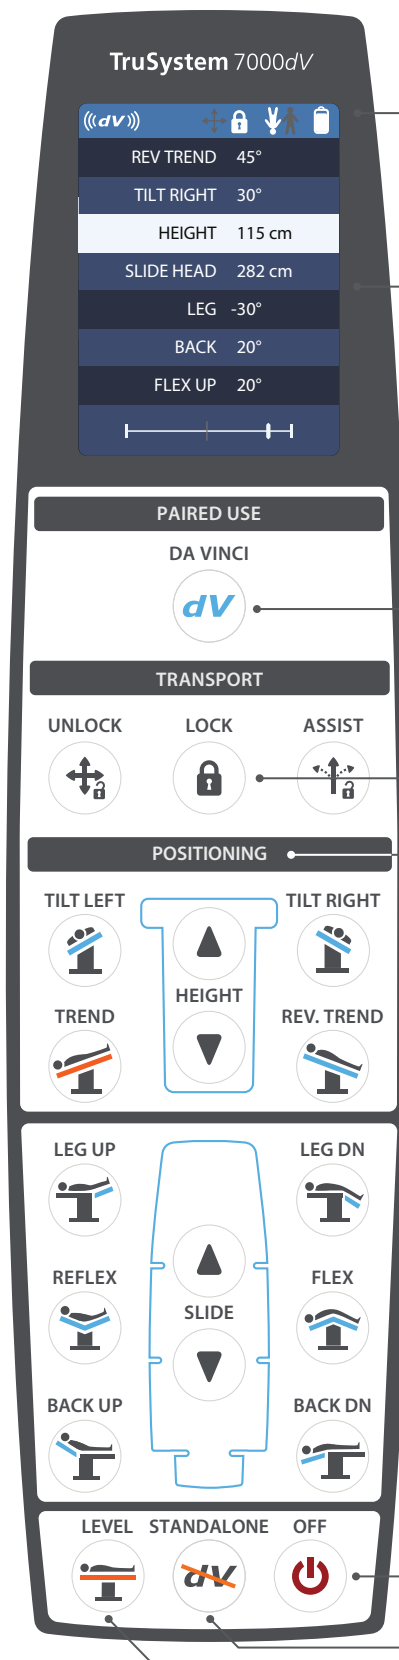 TruSystem 7000dV
((( dV )))
REV TREND 45°
TILT RIGHT 30°
HEIGHT 115 cm
SLIDE HEAD 282 cm
LEG -30°
BACK 20°
FLEX UP 20°
PAIRED USE
DA VINCI
dV
TRANSPORT
UNLOCK LOCK ASSIST
POSITIONING
TILT LEFT TILT RIGHT
HEIGHT
TREND REV. TREND
LEG UP LEG DN
REFLEX FLEX
SLIDE
BACK UP BACK DN
LEVEL STANDALONE OFF
dV